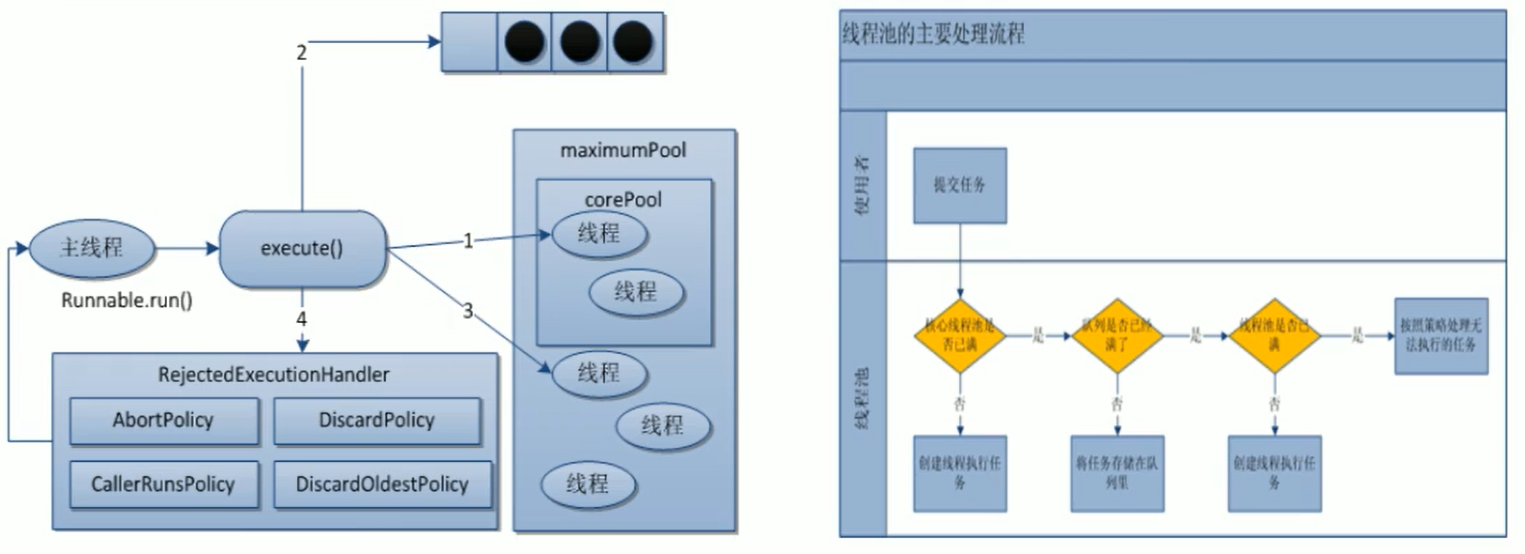 2
maximumPool
corePool
线程
线程
主线程
execute()
1
Runnable.run()
3
4
线程
线程
线程
RejectedExecutionHandler
AbortPolicy
DiscardPolicy
CallerRunsPolicy
DiscardOldestPolicy
线程池的主要处理流程
使用者
提交任务
线程池
核心线程池是
否已满
是
队列是否已经
满了
是
线程池是否已
满
是
按照策略处理无
法执行的任务
否
否
否
创建线程执行任
务
将任务存储在队
列里
创建线程执行任
务